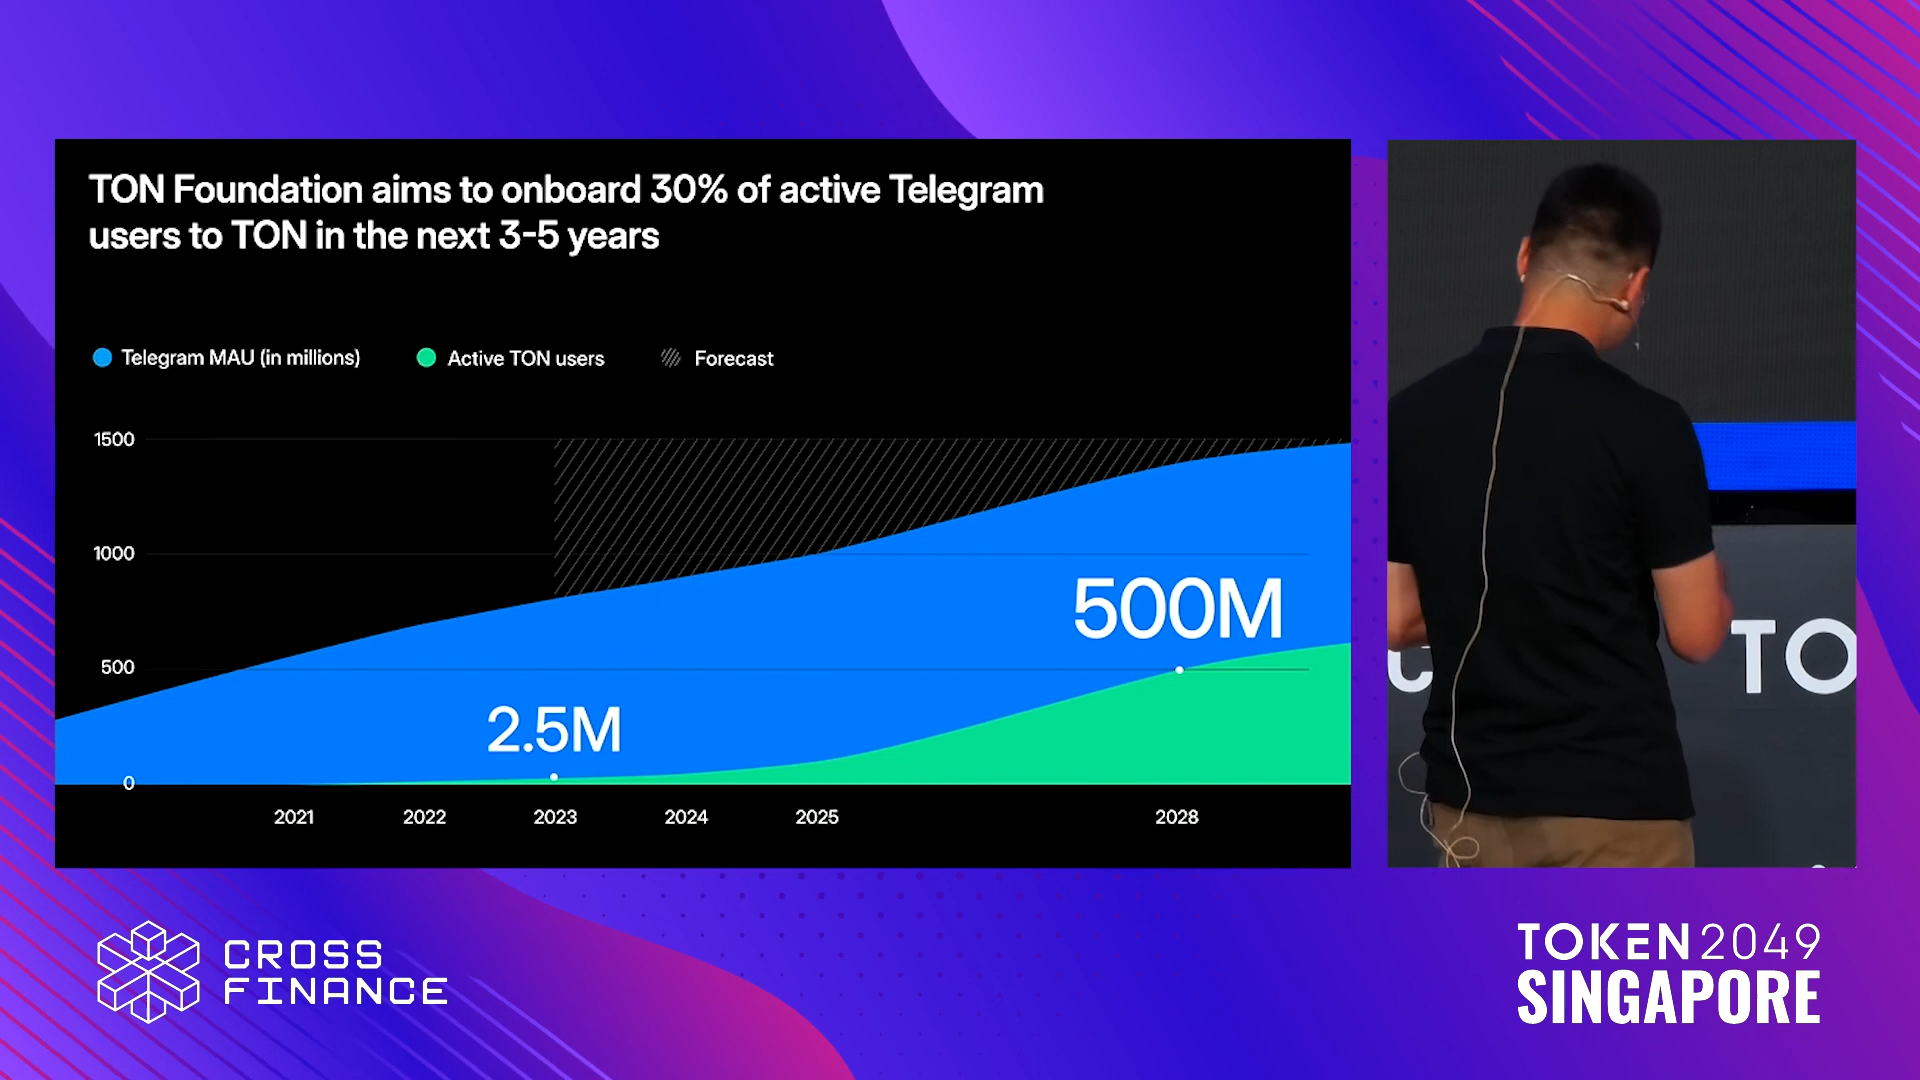 TON Foundation aims to onboard 30% of active Telegram
users to TON in the next 3-5 years
Telegram MAU (in millions)
Active TON users
Forecast
1500
1000
500
0
500M
2.5M
2021
2022
2023
2024
2025
2028
TO
CROSS
FINANCE
TOKEN2049
SINGAPORE